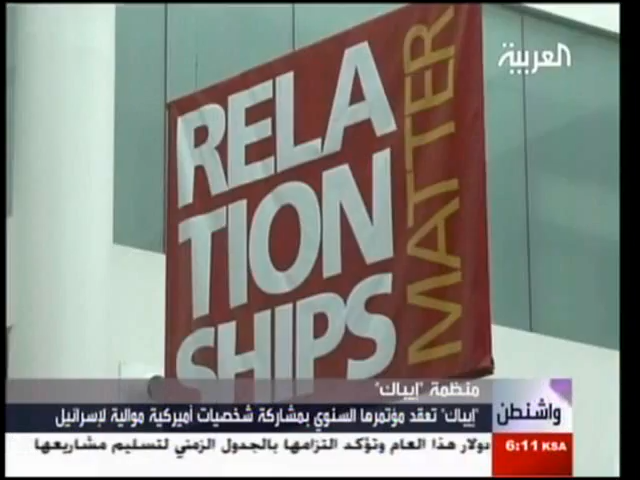 العربية
RELA
TION
SHIPS
MATTER
منظمة "إيباك"
واشنطن
"إيباك" تعقد مؤتمرها السنوي بمشاركة شخصيات أميركية موالية لإسرائيل
دولار هذا العام وتؤكد التزامها بالجدول الزمني لتسليم مشاريعها
6:11 KSA